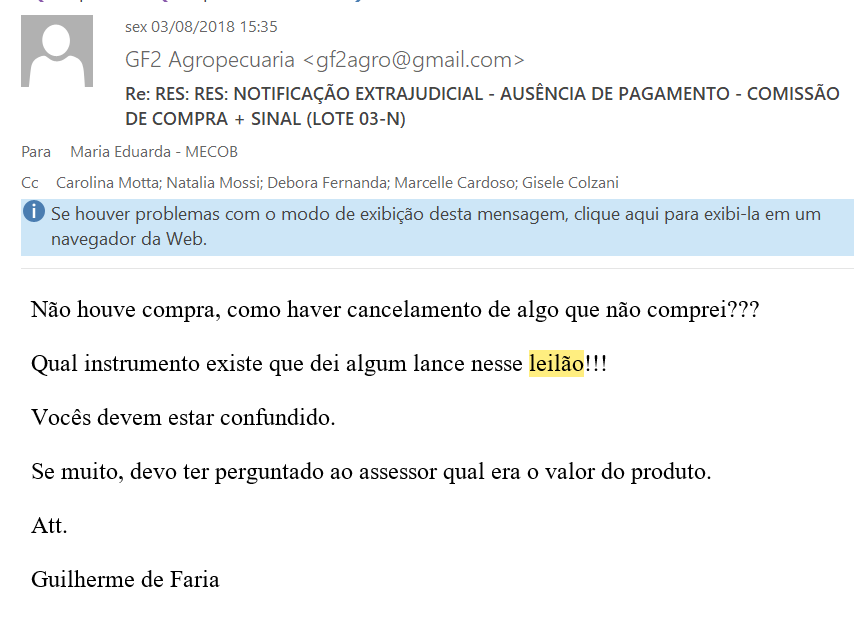 sex 03/08/2018 15:35
GF2 Agropecuaria <gf2agro@gmail.com>
Re: RES: RES: NOTIFICAÇÃO EXTRAJUDICIAL - AUSÊNCIA DE PAGAMENTO - COMISSÃO
DE COMPRA + SINAL (LOTE 03-N)
Para Maria Eduarda - MECOB
Cc Carolina Motta; Natalia Mossi; Debora Fernanda; Marcelle Cardoso; Gisele Colzani
i Se houver problemas com o modo de exibição desta mensagem, clique aqui para exibi-la em um
navegador da Web.
Não houve compra, como haver cancelamento de algo que não comprei???
Qual instrumento existe que dei algum lance nesse leilão!!!
Vocês devem estar confundido.
Se muito, devo ter perguntado ao assessor qual era o valor do produto.
Att.
Guilherme de Faria